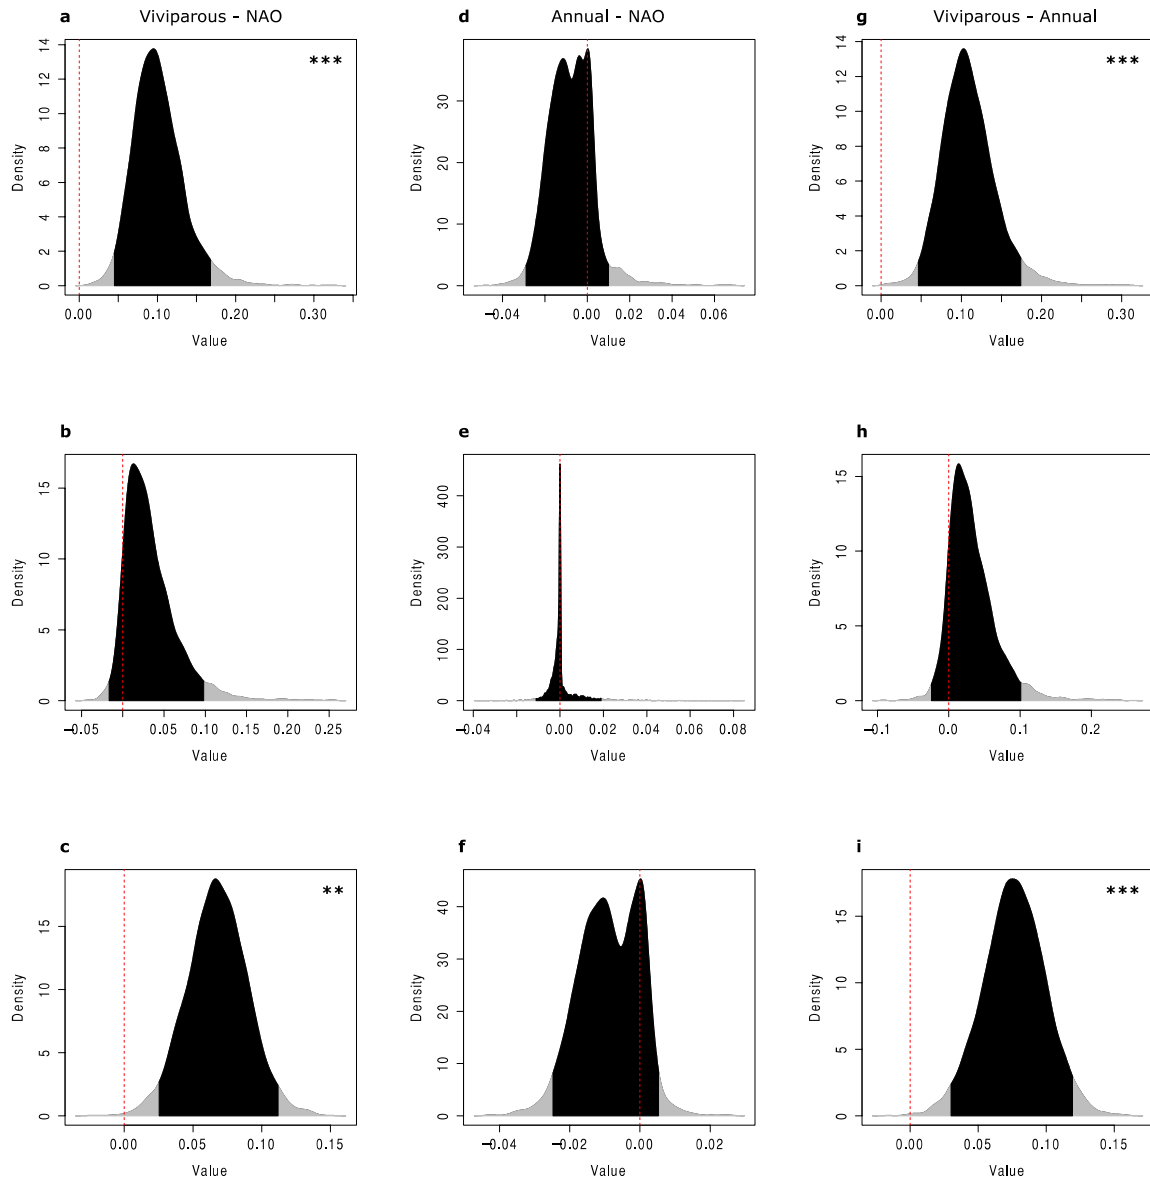 a Viviparous - NAO
***
Density
0 2 4 6 8 10 12 14
0.00 0.10 0.20 0.30
Value
d Annual - NAO
Density
0 10 20 30
−0.04 0.00 0.02 0.04 0.06
Value
g Viviparous - Annual
***
Density
0 2 4 6 8 10 12 14
0.00 0.10 0.20 0.30
Value
b
Density
0 5 10 15
−0.05 0.05 0.10 0.15 0.20 0.25
Value
e
Density
0 100 200 300 400
−0.04 0.00 0.02 0.04 0.06 0.08
Value
h
Density
0 5 10 15
−0.1 0.0 0.1 0.2
Value
c
**
Density
0 5 10 15
0.00 0.05 0.10 0.15
Value
f
Density
0 10 20 30 40
−0.04 −0.02 0.00 0.02
Value
i
***
Density
0 5 10 15
0.00 0.05 0.10 0.15
Value